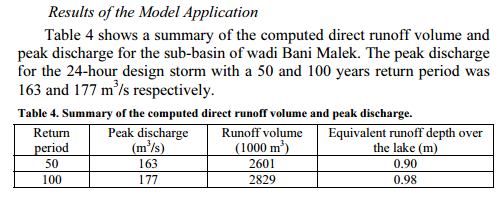 Results of the Model Application
Table 4 shows a summary of the computed direct runoff volume and
peak discharge for the sub-basin of wadi Bani Malek. The peak discharge
for the 24-hour design storm with a 50 and 100 years return period was
163 and 177 m³/s respectively.
Table 4. Summary of the computed direct runoff volume and peak discharge.
Return period | Peak discharge (m³/s) | Runoff volume (1000 m³) | Equivalent runoff depth over the lake (m)
50 | 163 | 2601 | 0.90
100 | 177 | 2829 | 0.98